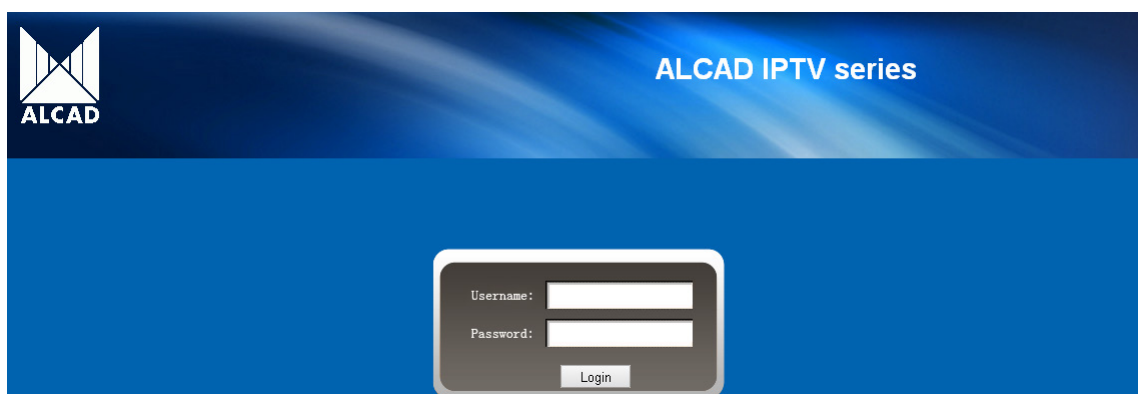 ALCAD IPTV series
ALCAD
Username:
Password:
Login